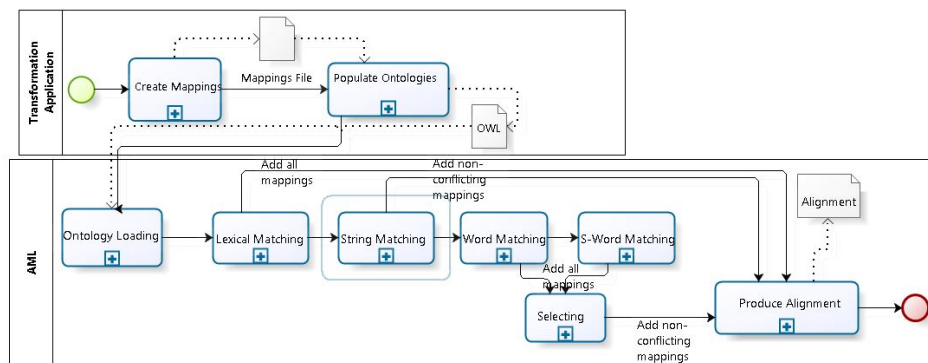 Transformation
Application
Create Mappings
Mappings File
Populate Ontologies
OWL
AML
Ontology Loading
Add all
mappings
Lexical Matching
Add non-
conflicting
mappings
String Matching
Word Matching
S-Word Matching
Add all
mappings
Selecting
Add non-
conflicting
mappings
Alignment
Produce Alignment